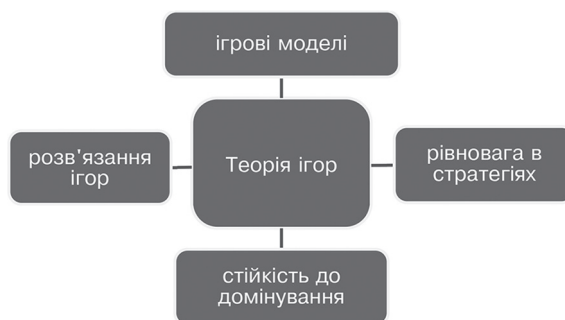 ігрові моделі
розв'язання
ігор
Теорія ігор
рівновага в
стратегіях
стійкість до
домінування